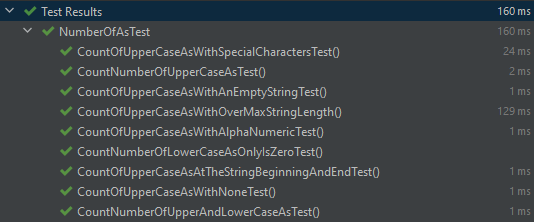 Test Results 160 ms
NumberOfAsTest 160 ms
CountOfUpperCaseAsWithSpecialCharactersTest() 24 ms
CountNumberOfUpperCaseAsTest() 2 ms
CountOfUpperCaseAsWithAnEmptyStringTest() 1 ms
CountOfUpperCaseAsWithOverMaxStringLength() 129 ms
CountOfUpperCaseAsWithAlphaNumericTest() 1 ms
CountNumberOfLowerCaseAsOnlyIsZeroTest()
CountOfUpperCaseAsAtTheStringBeginningAndEndTest() 1 ms
CountOfUpperCaseAsWithNoneTest() 1 ms
CountNumberOfUpperAndLowerCaseAsTest() 1 ms